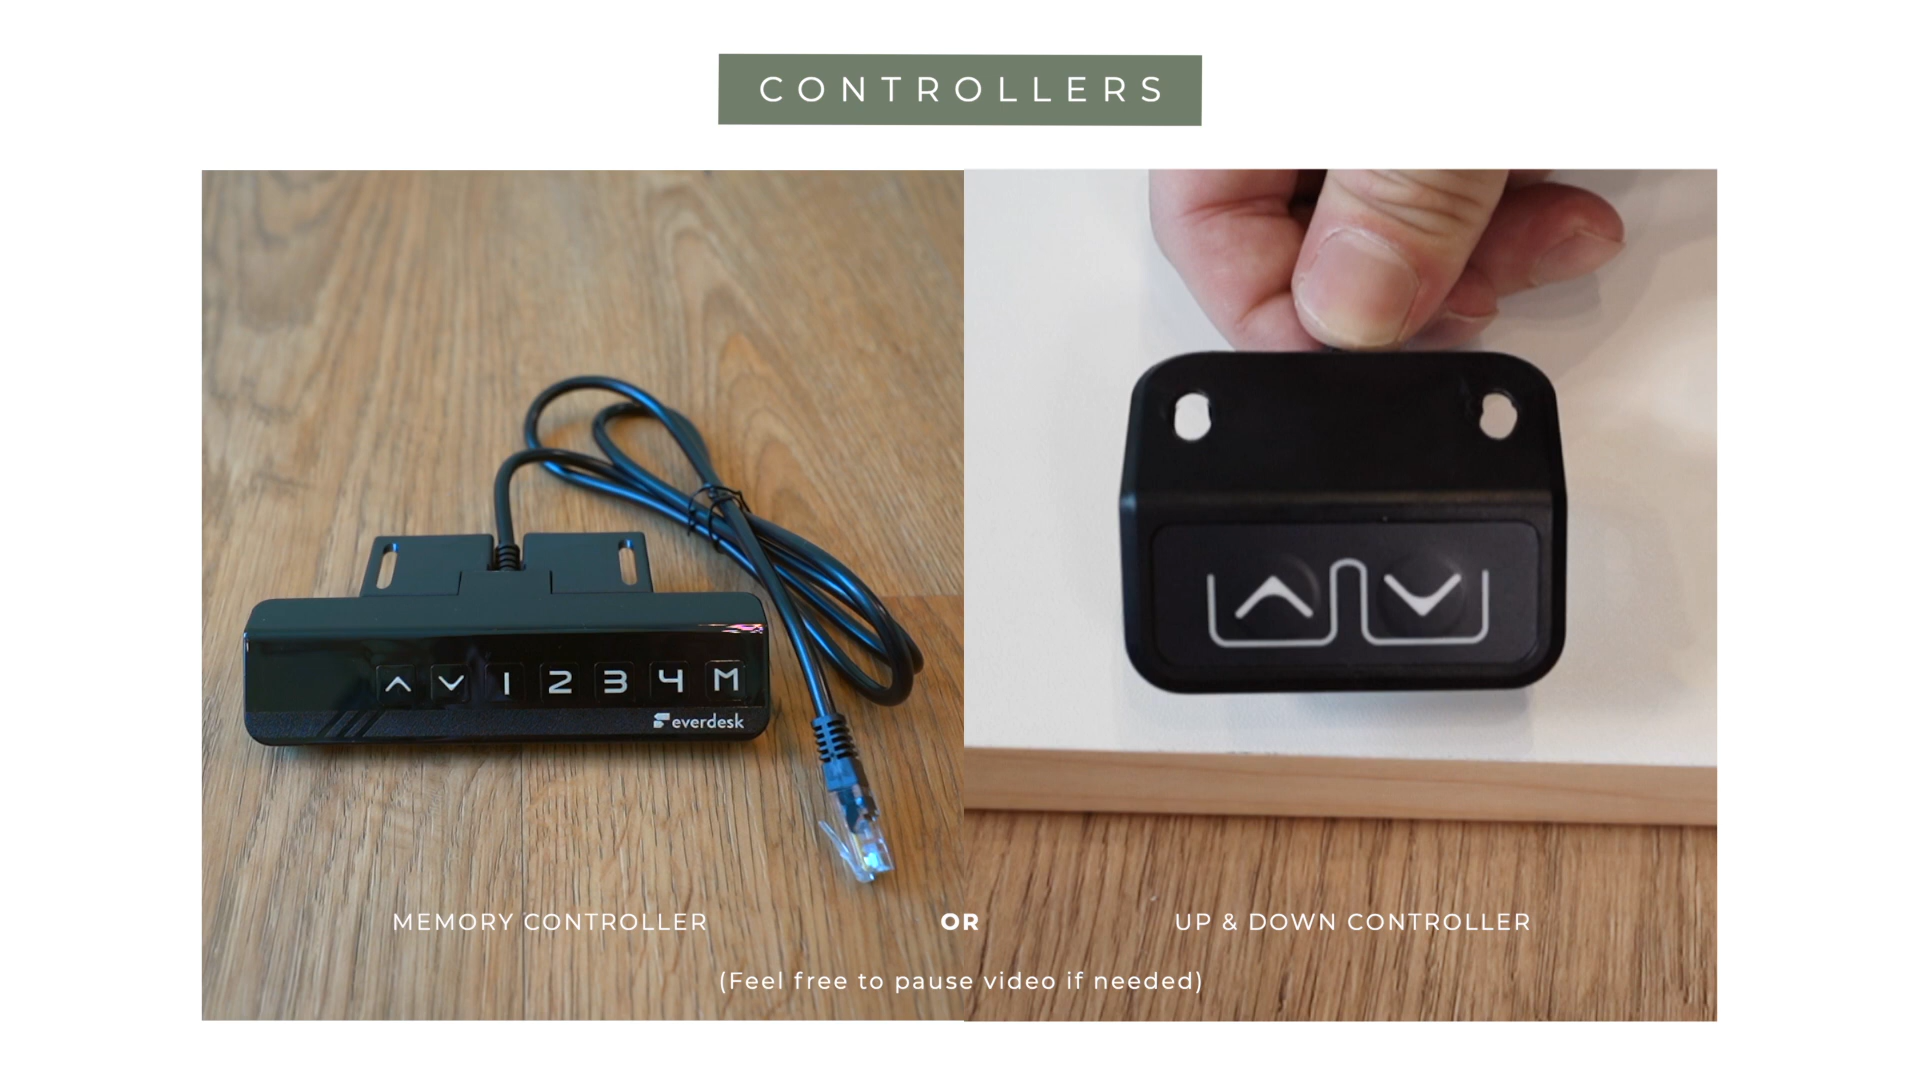 CONTROLLERS
1 2 3 4 M
everdesk
MEMORY CONTROLLER
OR
UP & DOWN CONTROLLER
(Feel free to pause video if needed)